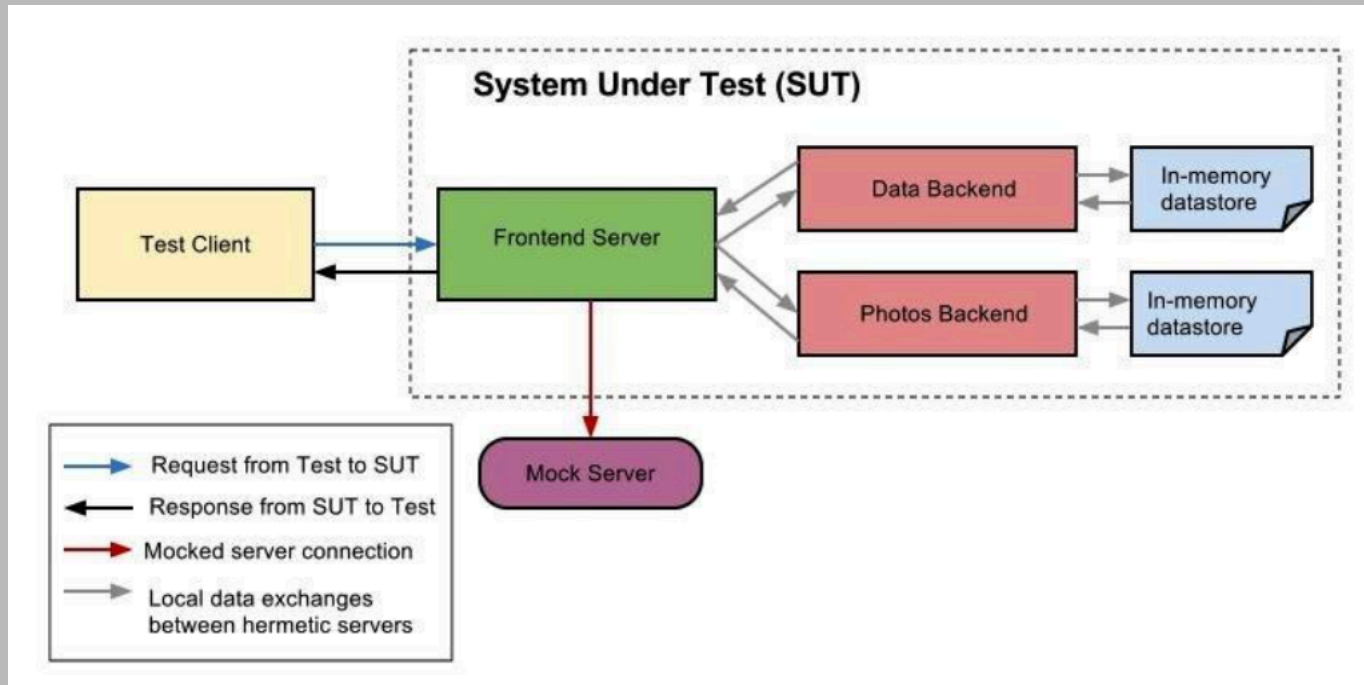 System Under Test (SUT)
Test Client
Frontend Server
Data Backend
In-memory
datastore
Photos Backend
In-memory
datastore
Mock Server
Request from Test to SUT
Response from SUT to Test
Mocked server connection
Local data exchanges
between hermetic servers